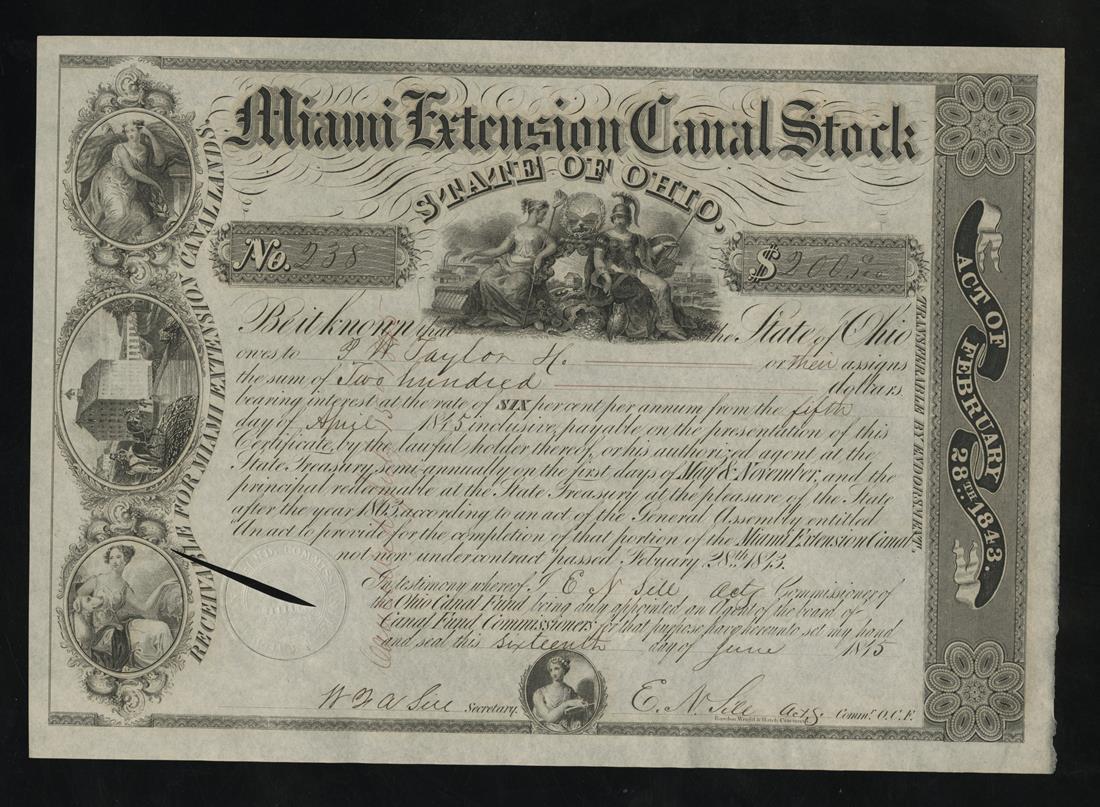 Miami Extension Canal Stock
STATE OF OHIO.
No. 238
$ 200.
Be it known that the State of Ohio
owes to W Taylor or their assigns
the sum of Two hundred dollars
bearing interest at the rate of SIX per cent per annum from the fifth
day of April 1845 inclusive, payable, on the presentation of this
Certificate, by the lawful holder thereof, or his authorized agent at the
State Treasury, semi-annually on the first days of May & November, and the
principal redeemable at the State Treasury at the pleasure of the State
after the year 1863, according to an act of the General Assembly entitled
"An act to provide for the completion of that portion of the Miami Extension Canal
not now under contract" passed Febuary 28th 1843.
In testimony whereof, I E N Sill actg Commissioner of
the Ohio Canal Fund being duly appointed an Agent of the board of
Canal Fund Commissioners for that purpose, have hereunto set my hand
and seal this sixteenth day of June 1845
Secretary.
E. N. Sill actg. Commr. O.C.F.
Rawdon, Wright & Hatch, Cincinnati
RECEIVABLE FOR MIAMI EXTENSION CANAL LANDS
TRANSFERABLE BY ENDORSEMENT.
ACT OF FEBRUARY 28TH 1843.